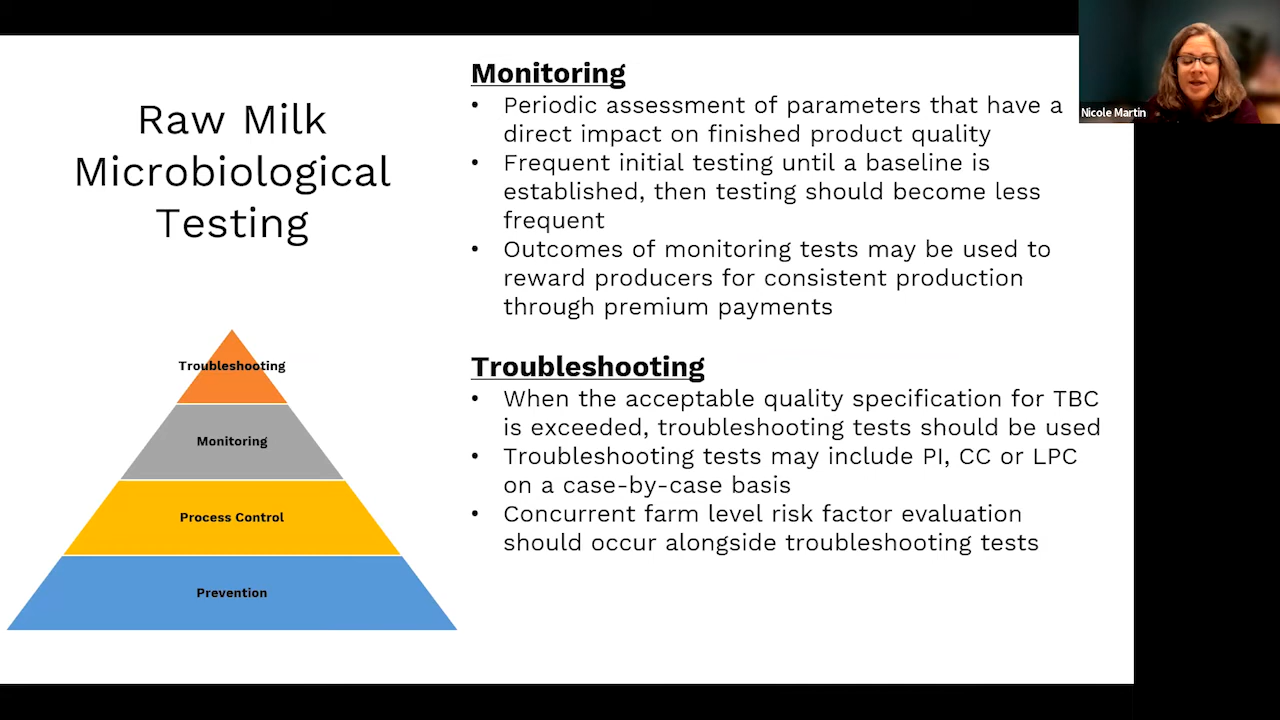 Raw Milk
Microbiological
Testing
Troubleshooting
Monitoring
Process Control
Prevention
Monitoring
• Periodic assessment of parameters that have a
direct impact on finished product quality
• Frequent initial testing until a baseline is
established, then testing should become less
frequent
• Outcomes of monitoring tests may be used to
reward producers for consistent production
through premium payments
Troubleshooting
• When the acceptable quality specification for TBC
is exceeded, troubleshooting tests should be used
• Troubleshooting tests may include PI, CC or LPC
on a case-by-case basis
• Concurrent farm level risk factor evaluation
should occur alongside troubleshooting tests
Nicole Martin